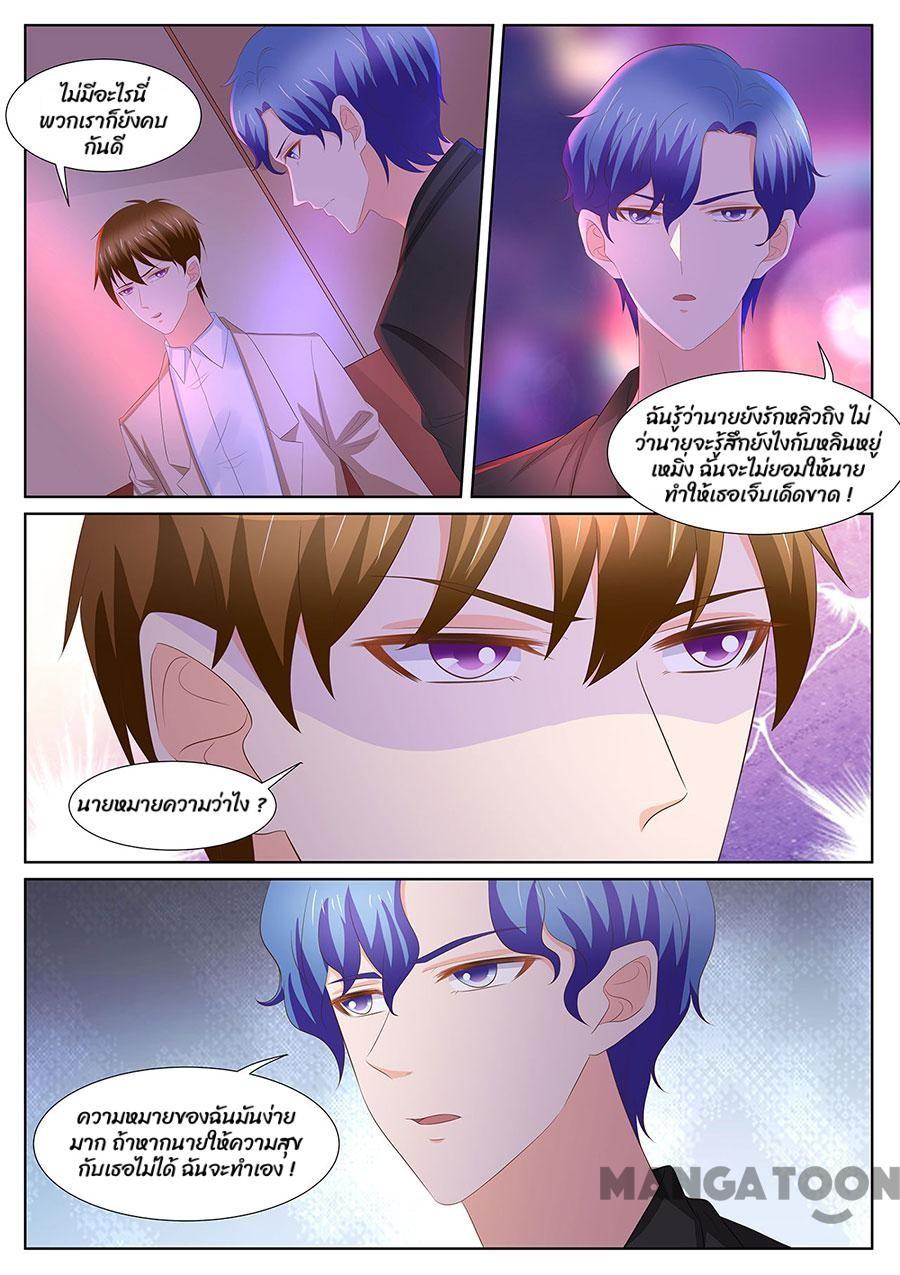 ไม่มีอะไรนี่
พวกเราก็ยังคบ
กันดี
ฉันรู้ว่านายยังรักหลิวถิง ไม่
ว่านายจะรู้สึกยังไงกับหลินหยู่
เหมิ่ง ฉันจะไม่ยอมให้นาย
ทำให้เธอเจ็บเด็ดขาด !
นายหมายความว่าไง ?
ความหมายของฉันมันง่าย
มาก ถ้าหากนายให้ความสุข
กับเธอไม่ได้ ฉันจะทำเอง !
MANGATOON